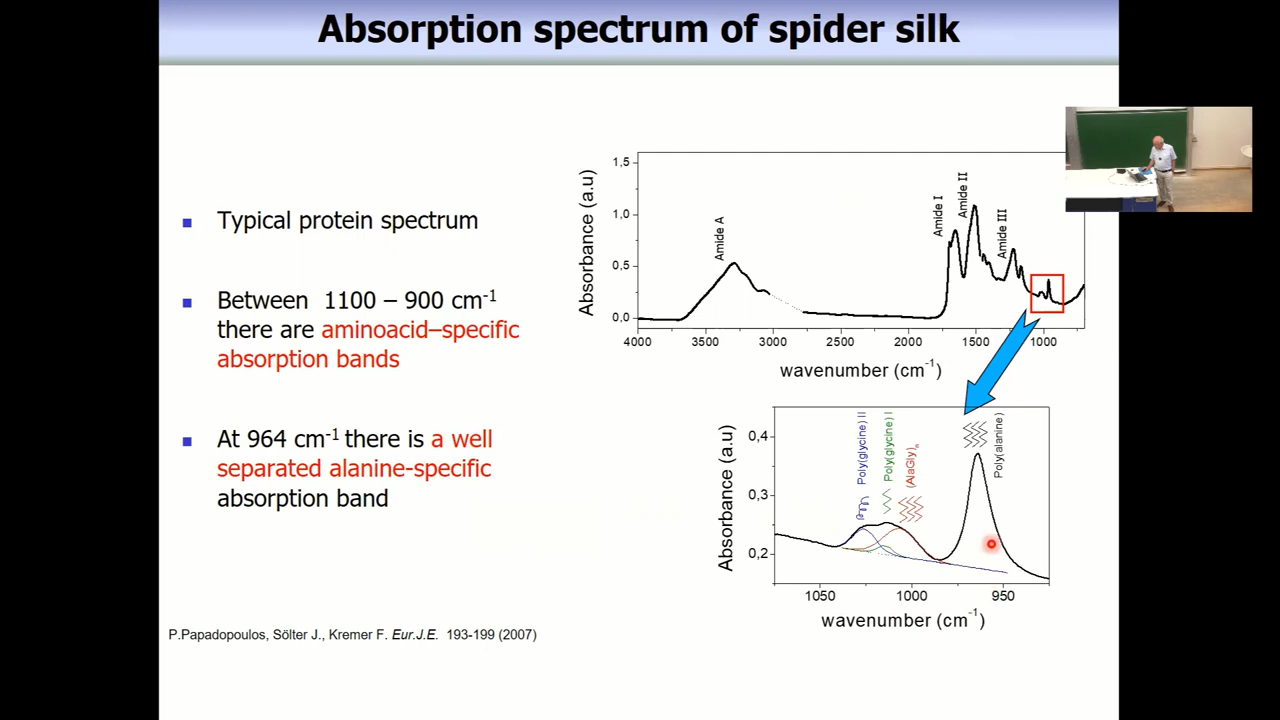 Absorption spectrum of spider silk
Typical protein spectrum
Between 1100 – 900 cm-1
there are aminoacid–specific
absorption bands
At 964 cm-1 there is a well
separated alanine-specific
absorption band
P.Papadopoulos, Sölter J., Kremer F. Eur.J.E. 193-199 (2007)
Absorbance (a.u)
1,5
1.0
0.5
0.0
Amide A
Amide I
Amide II
Amide III
4000 3500 3000 2500 2000 1500 1000
wavenumber (cm-1)
Absorbance (a.u)
0,4
0,3
0,2
Poly(glycine) II
Poly(glycine) I
(AlaGly)n
Poly(alanine)
1050 1000 950
wavenumber (cm-1)